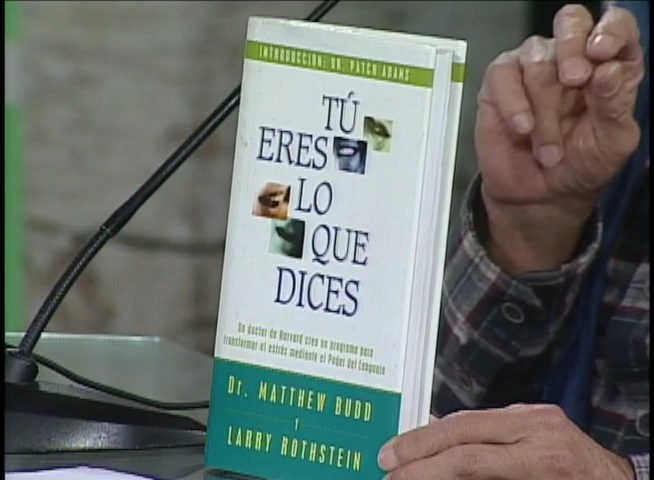 INTRODUCCIÓN: DR. PATCH ADAMS
TÚ
ERES
LO
QUE
DICES
Un doctor de Harvard crea un programa para
transformar el estrés mediante el Poder del Lenguaje
Dr. MATTHEW BUDD
Y
LARRY ROTHSTEIN